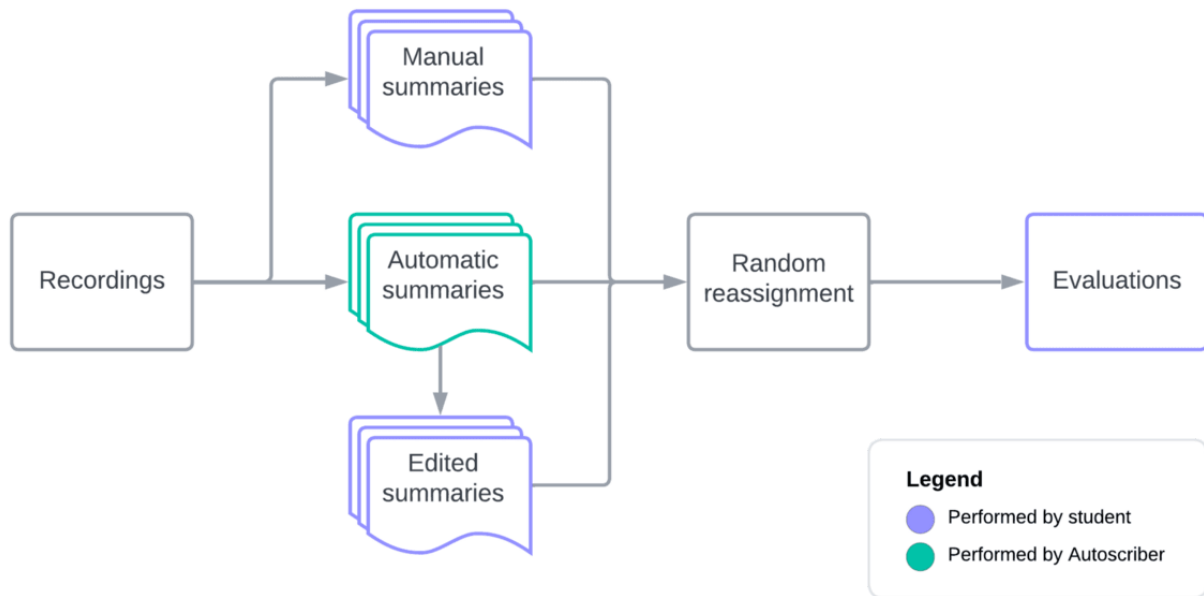 Manual
summaries
Recordings
Automatic
summaries
Random
reassignment
Evaluations
Edited
summaries
Legend
Performed by student
Performed by Autoscriber